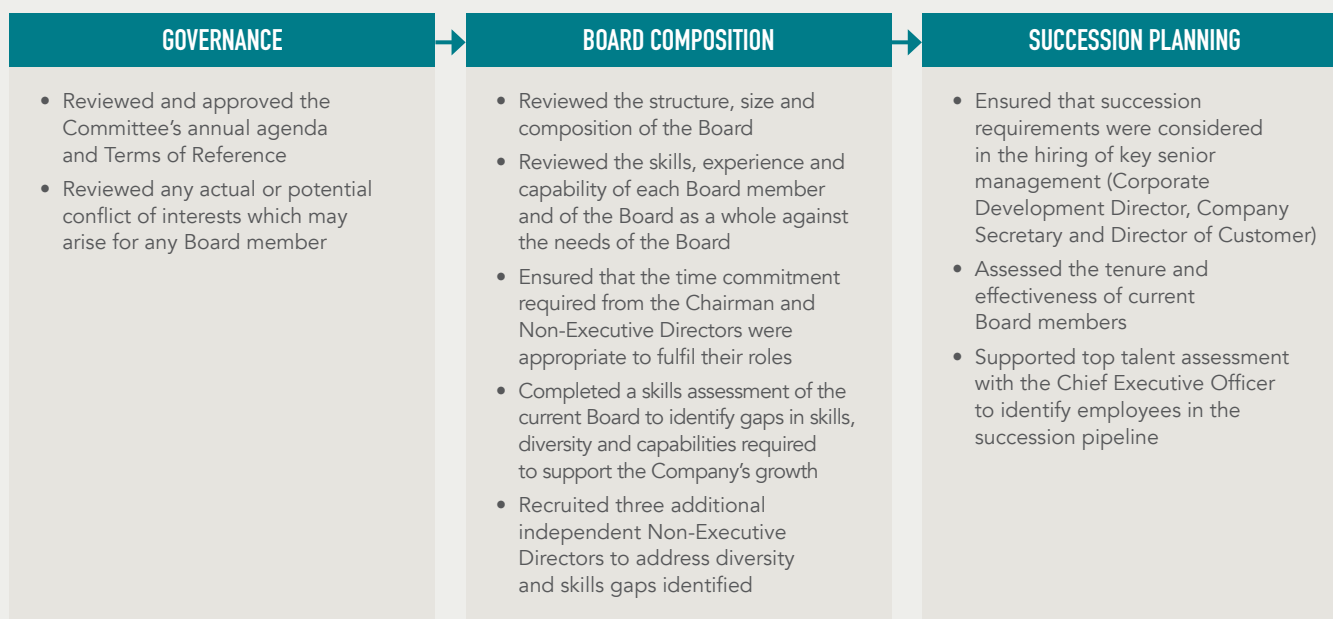 GOVERNANCE
• Reviewed and approved the
Committee’s annual agenda
and Terms of Reference
• Reviewed any actual or potential
conflict of interests which may
arise for any Board member
BOARD COMPOSITION
• Reviewed the structure, size and
composition of the Board
• Reviewed the skills, experience and
capability of each Board member
and of the Board as a whole against
the needs of the Board
• Ensured that the time commitment
required from the Chairman and
Non-Executive Directors were
appropriate to fulfil their roles
• Completed a skills assessment of the
current Board to identify gaps in skills,
diversity and capabilities required
to support the Company’s growth
• Recruited three additional
independent Non-Executive
Directors to address diversity
and skills gaps identified
SUCCESSION PLANNING
• Ensured that succession
requirements were considered
in the hiring of key senior
management (Corporate
Development Director, Company
Secretary and Director of Customer)
• Assessed the tenure and
effectiveness of current
Board members
• Supported top talent assessment
with the Chief Executive Officer
to identify employees in the
succession pipeline